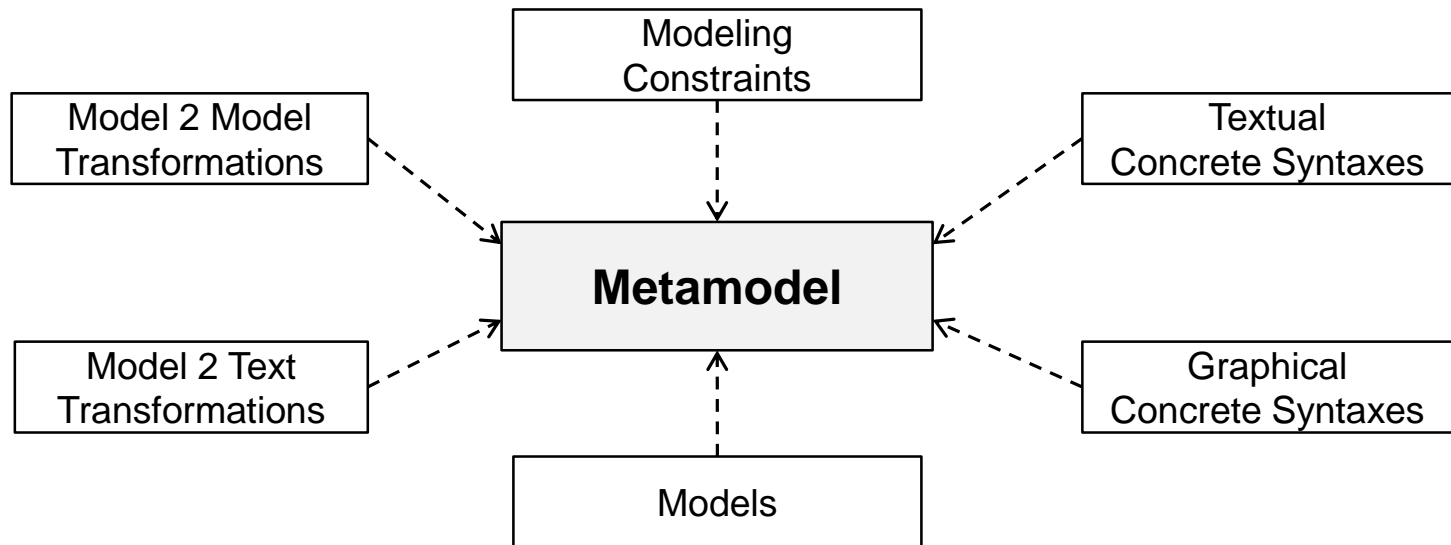 Modeling
Constraints
Model 2 Model
Transformations
Textual
Concrete Syntaxes
Metamodel
Model 2 Text
Transformations
Graphical
Concrete Syntaxes
Models